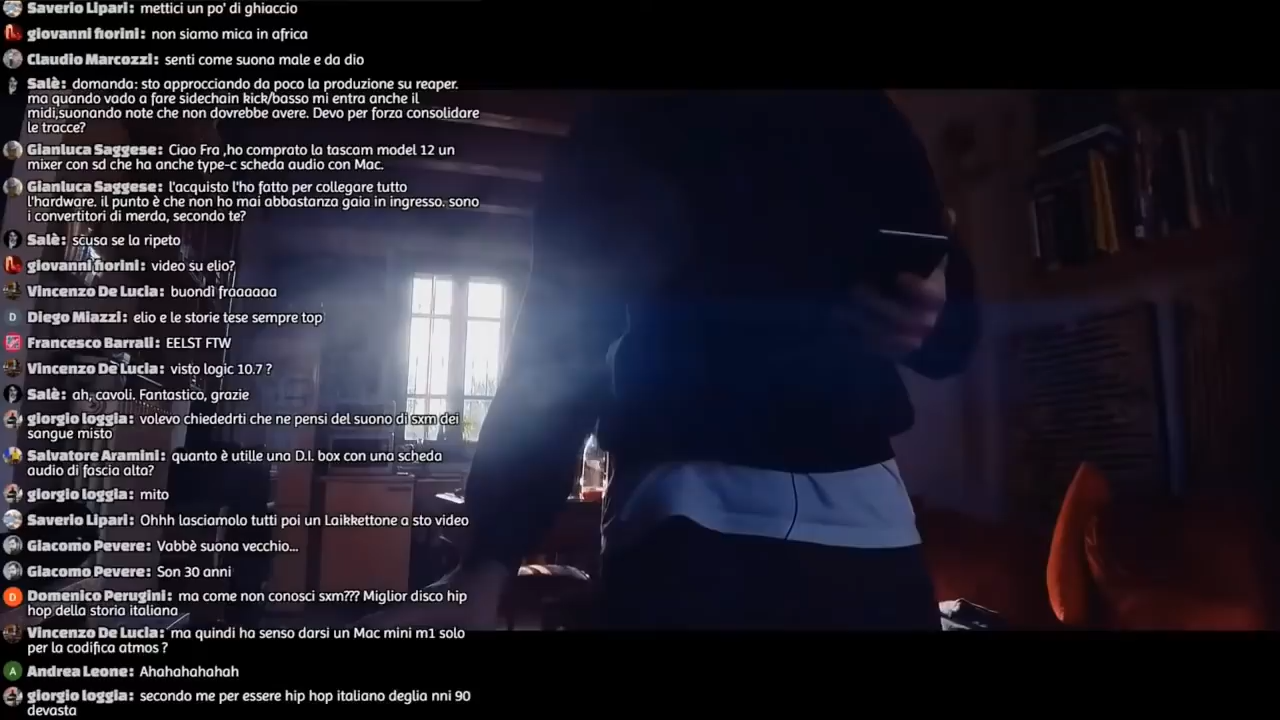 Saverio Lipari: mettici un po' di ghiaccio
giovanni fiorini: non siamo mica in africa
Claudio Marcozzi: senti come suona male e da dio
Salè: domanda: sto approcciando da poco la produzione su reaper.
ma quando vado a fare sidechain kick/basso mi entra anche il
midi,suonando note che non dovrebbe avere. Devo per forza consolidare
le tracce?
Gianluca Saggese: Ciao Fra ,ho comprato la tascam model 12 un
mixer con sd che ha anche type-c scheda audio con Mac.
Gianluca Saggese: l'acquisto l'ho fatto per collegare tutto
l'hardware. il punto è che non ho mai abbastanza gaia in ingresso. sono
i convertitori di merda, secondo te?
Salè: scusa se la ripeto
giovanni fiorini: video su elio?
Vincenzo De Lucia: buondì fraaaaaa
D Diego Miazzi: elio e le storie tese sempre top
Francesco Barrali: EELST FTW
Vincenzo De Lucia: visto logic 10.7 ?
Salè: ah, cavoli. Fantastico, grazie
giorgio loggia: volevo chiededrti che ne pensi del suono di sxm dei
sangue misto
Salvatore Aramini: quanto è utille una D.I. box con una scheda
audio di fascia alta?
giorgio loggia: mito
Saverio Lipari: Ohhh lasciamolo tutti poi un Laikkettone a sto video
Giacomo Pevere: Vabbè suona vecchio...
Giacomo Pevere: Son 30 anni
D Domenico Perugini: ma come non conosci sxm??? Miglior disco hip
hop della storia italiana
Vincenzo De Lucia: ma quindi ha senso darsi un Mac mini m1 solo
per la codifica atmos ?
A Andrea Leone: Ahahahahahah
giorgio loggia: secondo me per essere hip hop italiano deglia nni 90
devasta